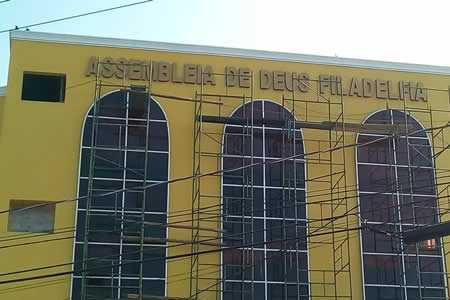 ASSEMBLEIA DE DEUS FILADELFIA